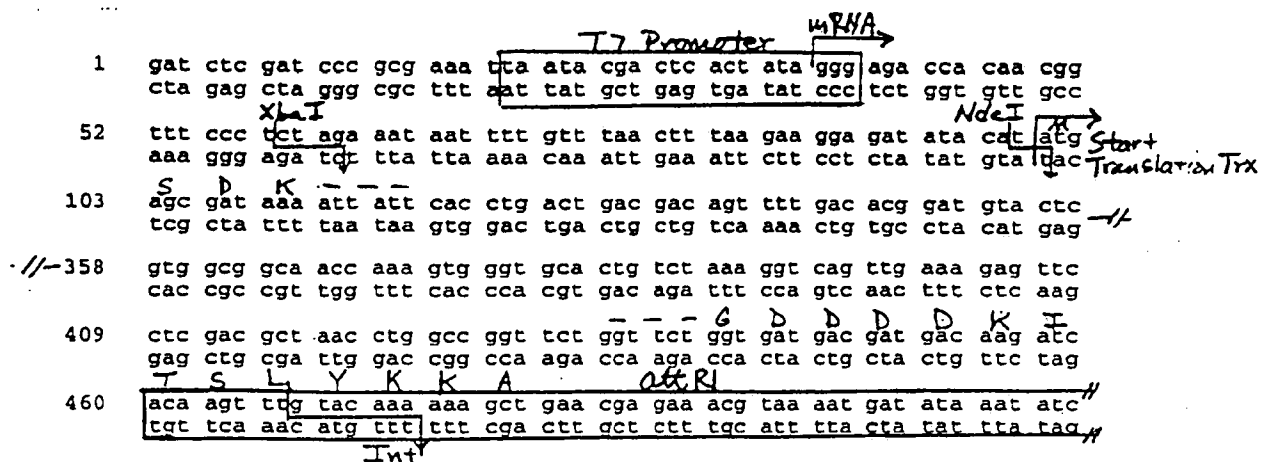 T7 Promoter mRNA
1 gat ctc gat ccc gcg aaa ttaa ata cga ctc act ata ggg aga cca caa cgg
cta gag cta ggg cgc ttt aat tat gct gag tga tat ccc tct ggt gtt gcc
XbaI NdeI M
52 ttt ccc tct aga aat aat ttt gtt taa ctt taa gaa gga gat ata cat atg Start
aaa ggg aga tct tta tta aaa caa att gaa att ctt cct cta tat gta tac Translation Trx
S D K - - -
103 agc gat aaa att att cac ctg act gac gac agt ttt gac acg gat gta ctc
tcg cta ttt taa taa gtg gac tga ctg ctg tca aaa ctg tgc cta cat gag -//
·//- 358 gtg gcg gca acc aaa gtg ggt gca ctg tct aaa ggt cag ttg aaa gag ttc
cac cgc cgt tgg ttt cac cca cgt gac aga ttt cca gtc aac ttt ctc aag
- - - G D D D D K I
409 ctc gac gct aac ctg gcc ggt tct ggt tct ggt gat gac gat gac aag atc
gag ctg cga ttg gac cgg cca aga cca aga cca cta ctg cta ctg ttc tag
T S L Y K K A attR1
460 aca agt ttg tac aaa aaa gct gaa cga gaa acg taa aat gat ata aat atc
tgt tca aac atg ttt ttt cga ctt gct ctt tgc att tta cta tat tta tag
Int